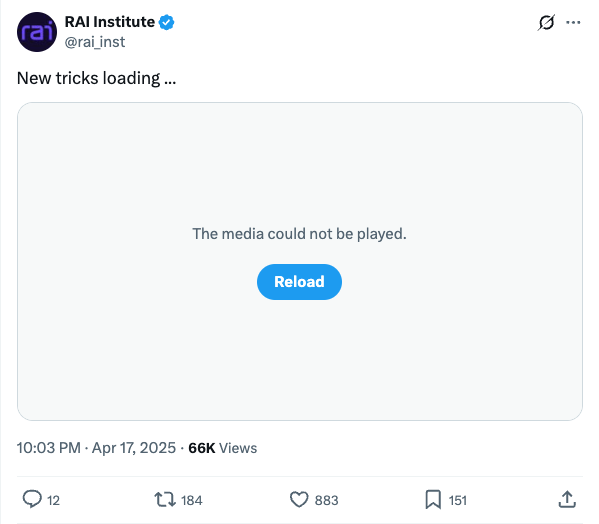 rai
RAI Institute
@rai_inst
New tricks loading ...
The media could not be played.
Reload
10:03 PM · Apr 17, 2025 · 66K Views
12 184 883 151